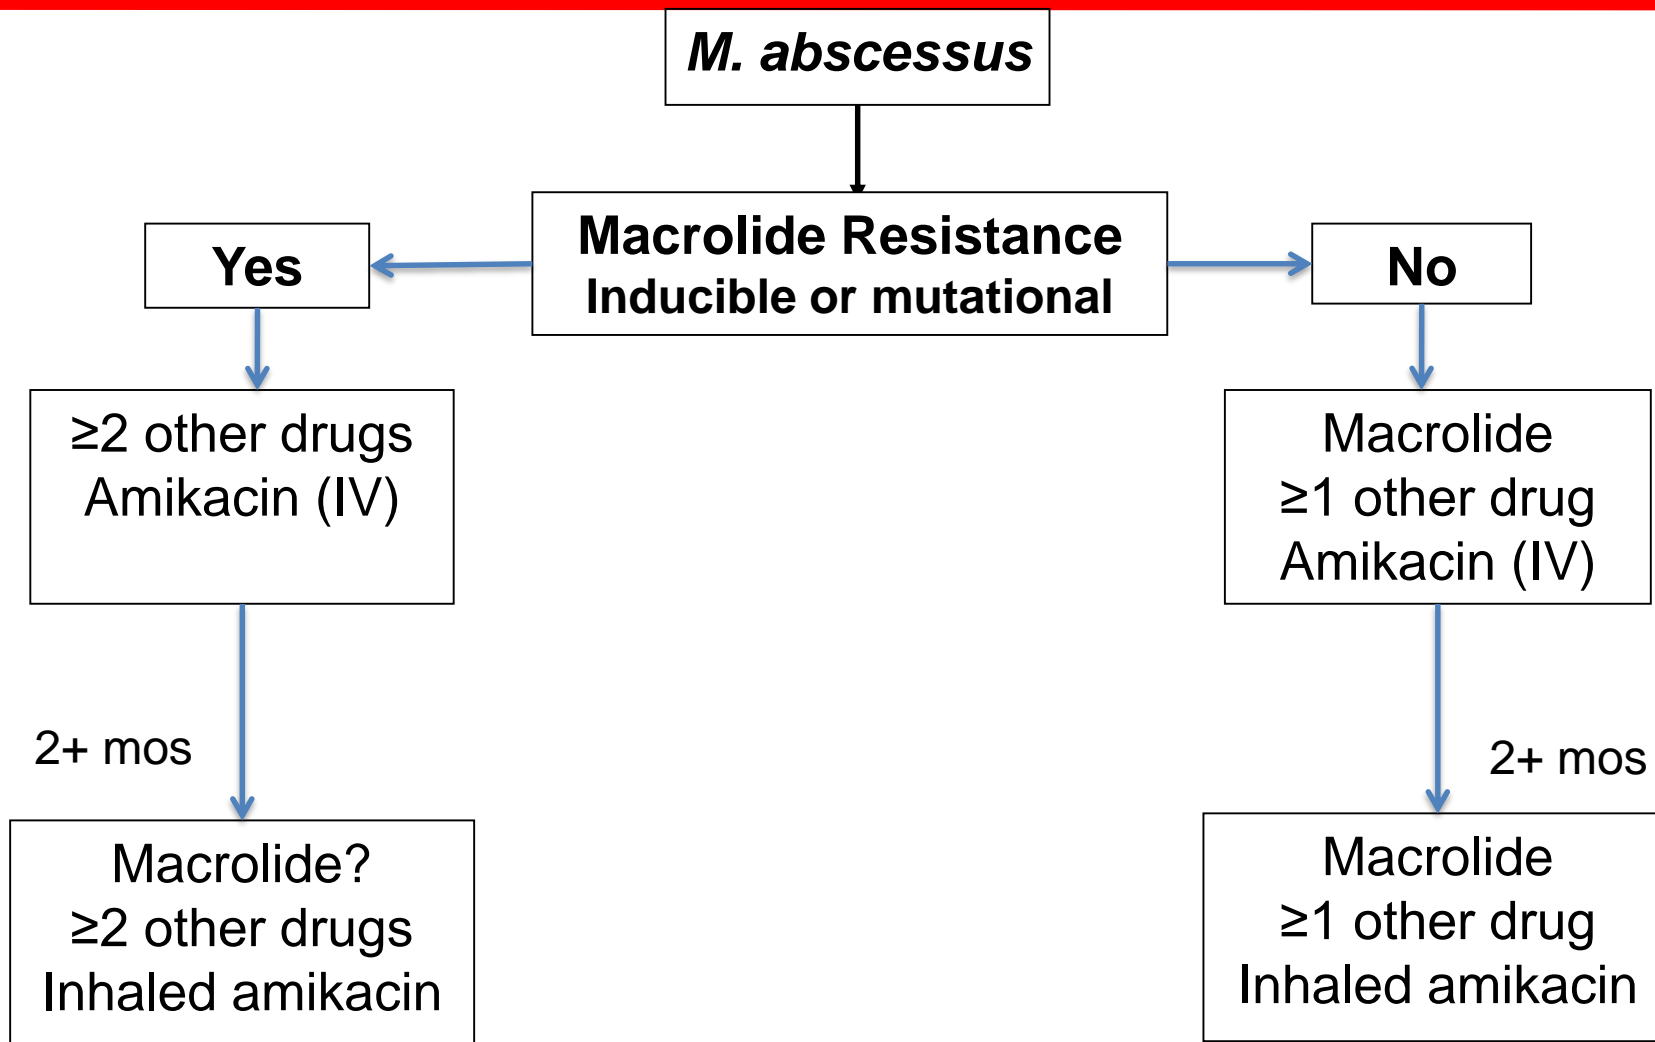 M. abscessus
Macrolide Resistance
Inducible or mutational
Yes
No
≥2 other drugs
Amikacin (IV)
Macrolide
≥1 other drug
Amikacin (IV)
2+ mos
2+ mos
Macrolide?
≥2 other drugs
Inhaled amikacin
Macrolide
≥1 other drug
Inhaled amikacin